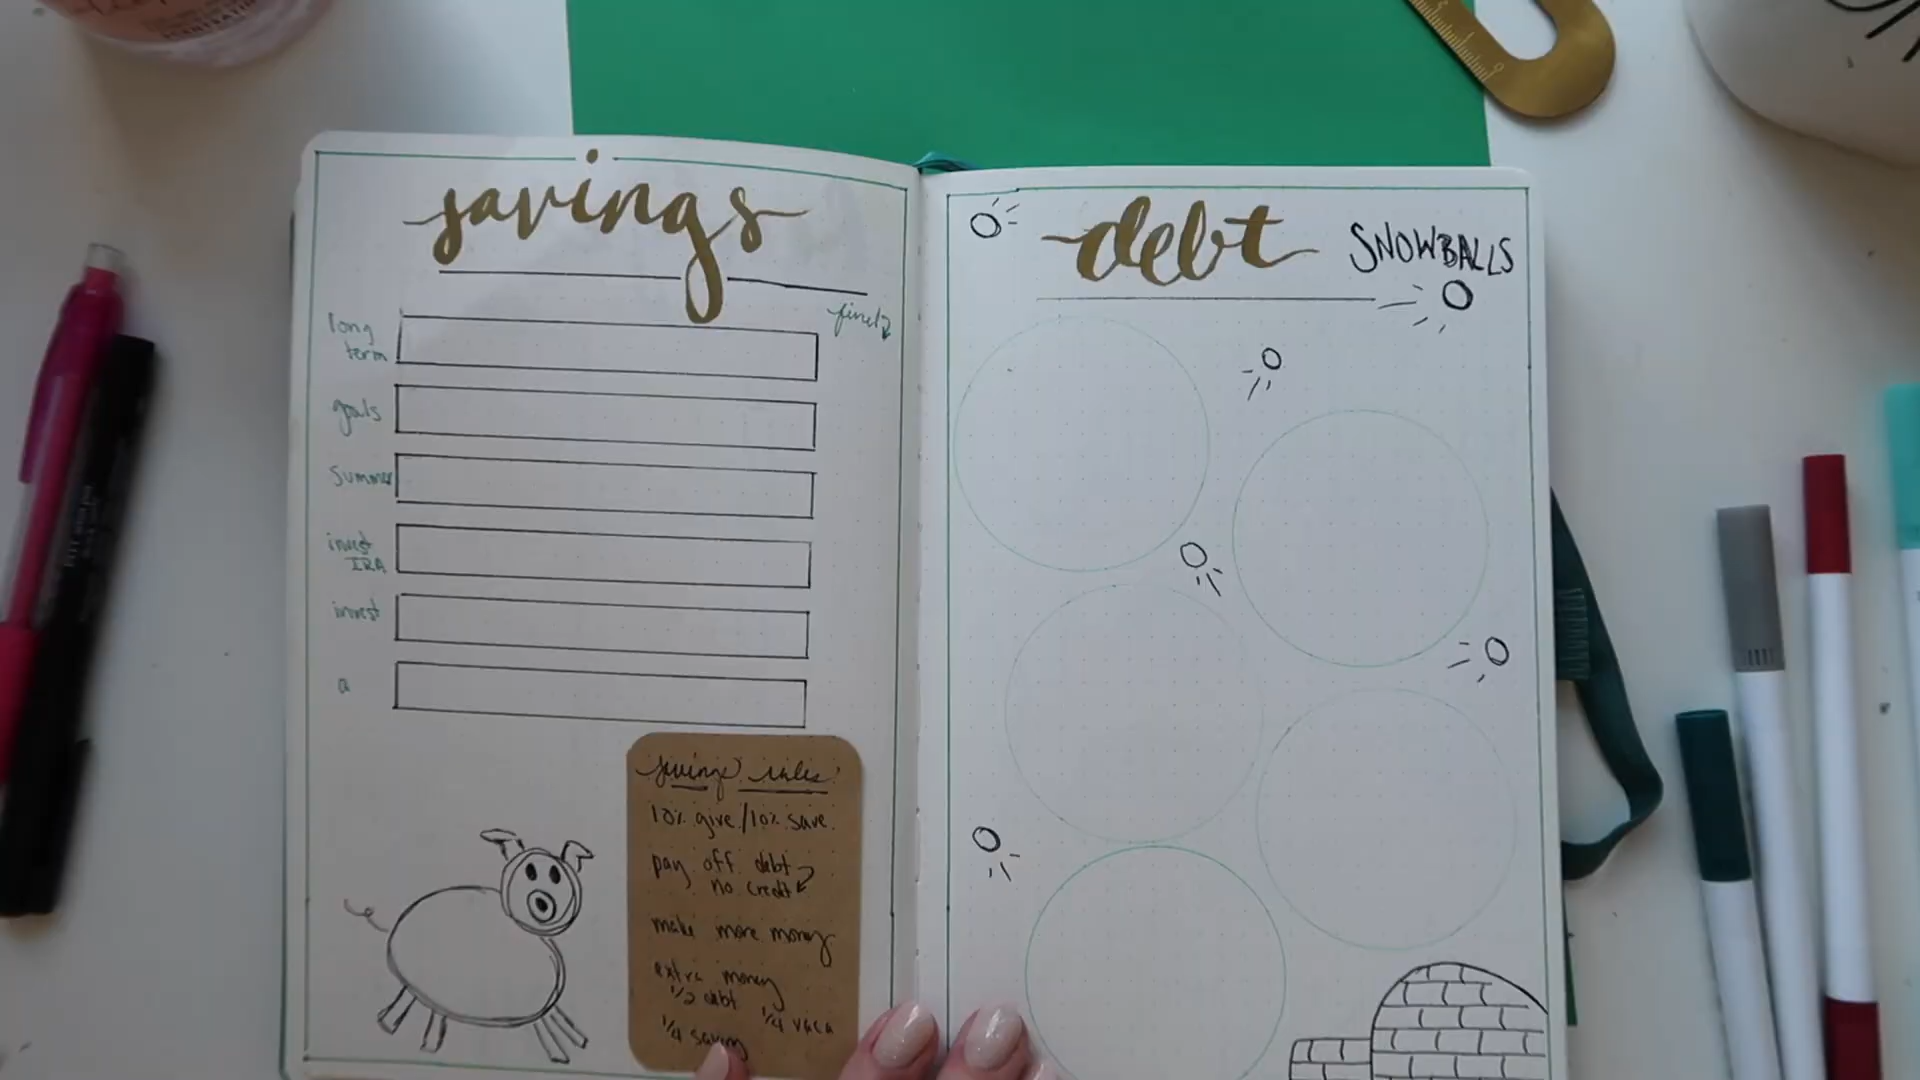 savings
final
long
term
goals
summer
invest
IRA
invest
a
savings rules
10% give/10% save
pay off debt
no credit
make more money
extra money
1/2 debt
1/4 vaca
1/4 saving
debt
SNOWBALLS